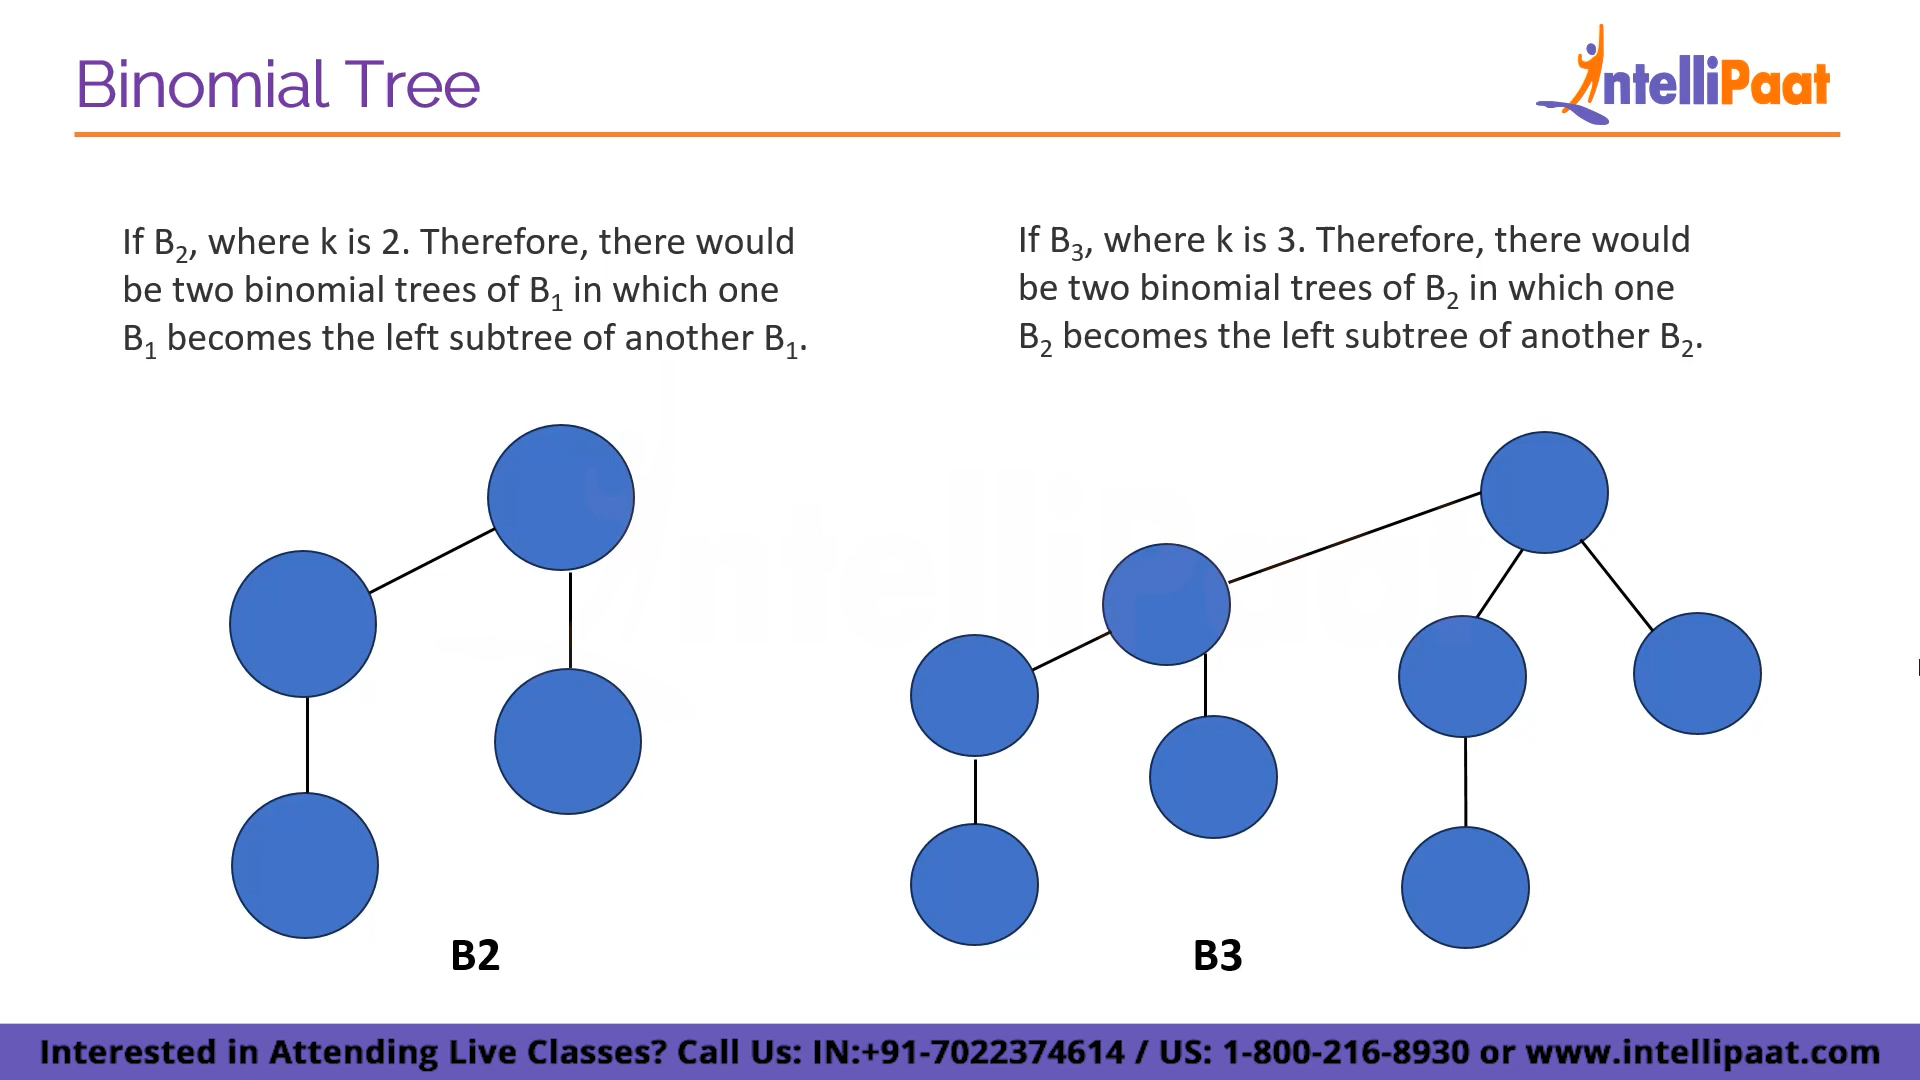 Binomial Tree
IntelliPaat
If B₂, where k is 2. Therefore, there would
be two binomial trees of B₁ in which one
B₁ becomes the left subtree of another B₁.
If B₃, where k is 3. Therefore, there would
be two binomial trees of B₂ in which one
B₂ becomes the left subtree of another B₂.
B2
B3
Interested in Attending Live Classes? Call Us: IN:+91-7022374614 / US: 1-800-216-8930 or www.intellipaat.com